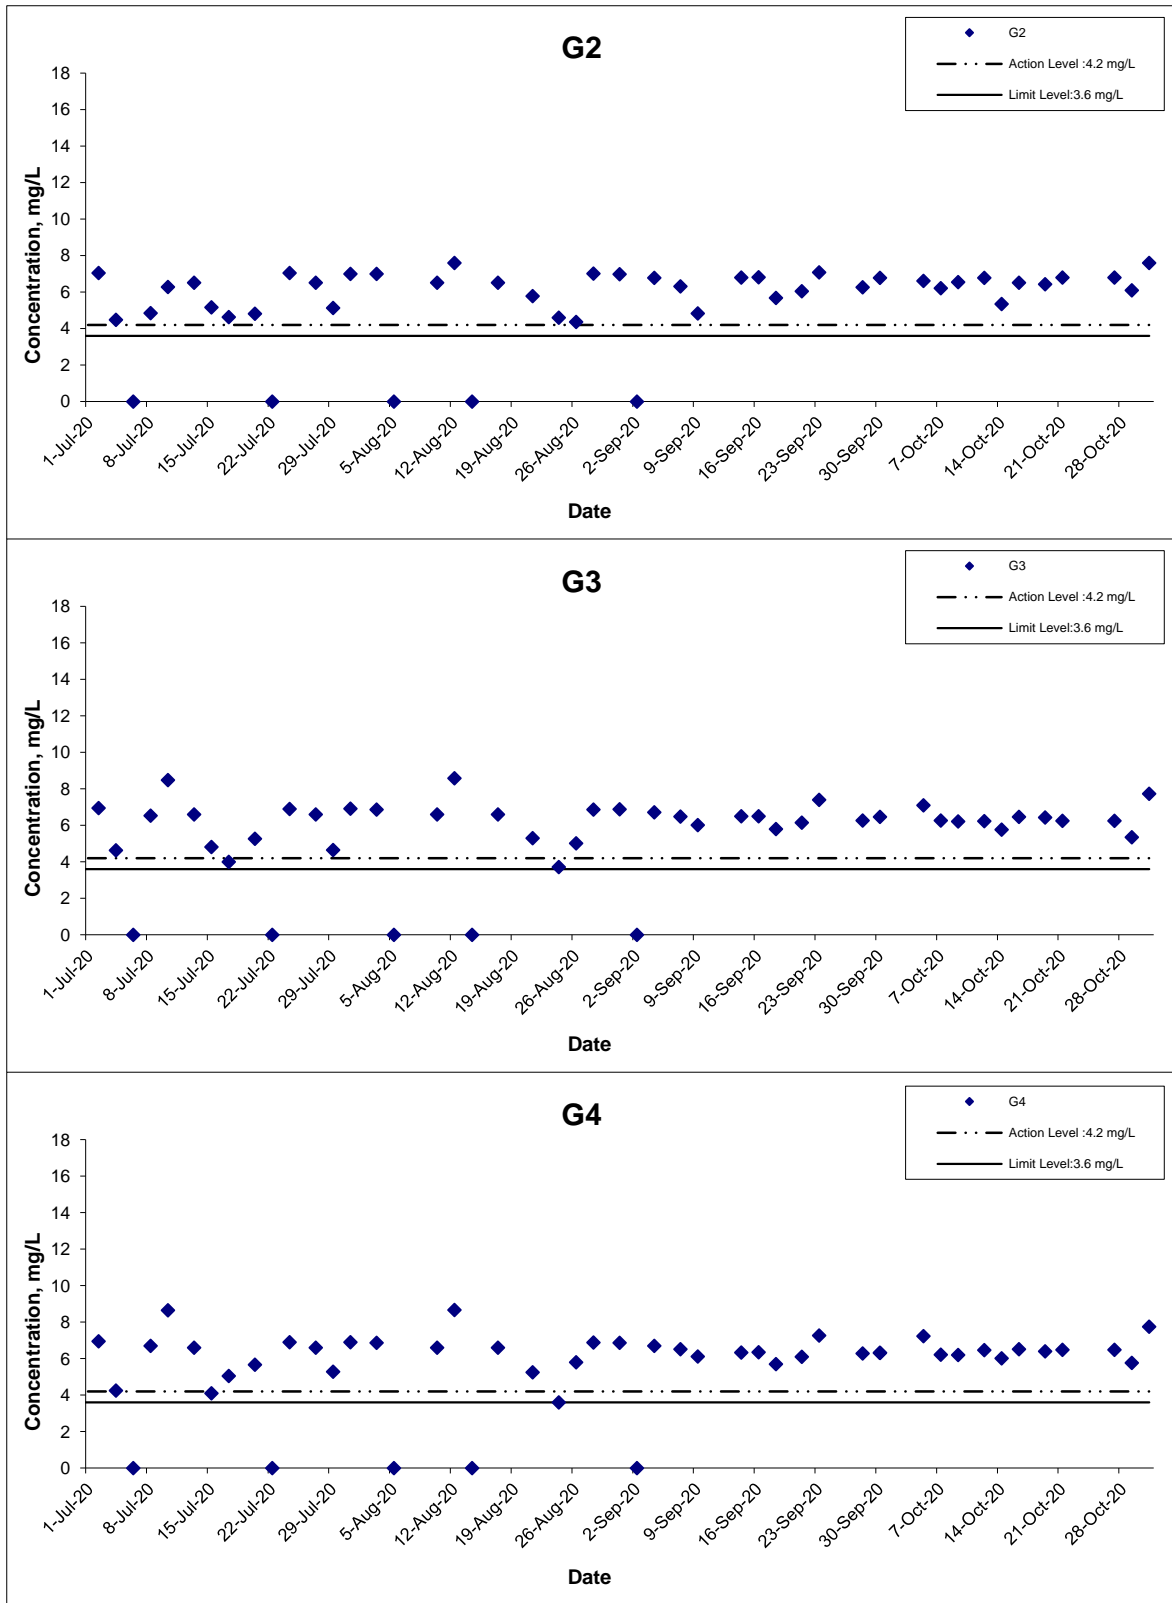 G2
G2
Action Level :4.2 mg/L
Limit Level:3.6 mg/L
18
16
14
12
10
8
6
4
2
0
Concentration, mg/L
1-Jul-20 8-Jul-20 15-Jul-20 22-Jul-20 29-Jul-20 5-Aug-20 12-Aug-20 19-Aug-20 26-Aug-20 2-Sep-20 9-Sep-20 16-Sep-20 23-Sep-20 30-Sep-20 7-Oct-20 14-Oct-20 21-Oct-20 28-Oct-20
Date
G3
G3
Action Level :4.2 mg/L
Limit Level:3.6 mg/L
18
16
14
12
10
8
6
4
2
0
Concentration, mg/L
1-Jul-20 8-Jul-20 15-Jul-20 22-Jul-20 29-Jul-20 5-Aug-20 12-Aug-20 19-Aug-20 26-Aug-20 2-Sep-20 9-Sep-20 16-Sep-20 23-Sep-20 30-Sep-20 7-Oct-20 14-Oct-20 21-Oct-20 28-Oct-20
Date
G4
G4
Action Level :4.2 mg/L
Limit Level:3.6 mg/L
18
16
14
12
10
8
6
4
2
0
Concentration, mg/L
1-Jul-20 8-Jul-20 15-Jul-20 22-Jul-20 29-Jul-20 5-Aug-20 12-Aug-20 19-Aug-20 26-Aug-20 2-Sep-20 9-Sep-20 16-Sep-20 23-Sep-20 30-Sep-20 7-Oct-20 14-Oct-20 21-Oct-20 28-Oct-20
Date